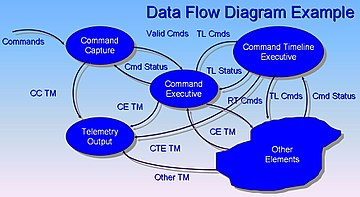 Data Flow Diagram Example
Commands
Command
Capture
Valid Cmds
TL Cmds
Command Timeline
Executive
Cmd Status
TL Status
Command
Executive
CC TM
CE TM
RT Cmds
TL Cmds
Cmd Status
Telemetry
Output
CE TM
CTE TM
Other
Elements
Other TM